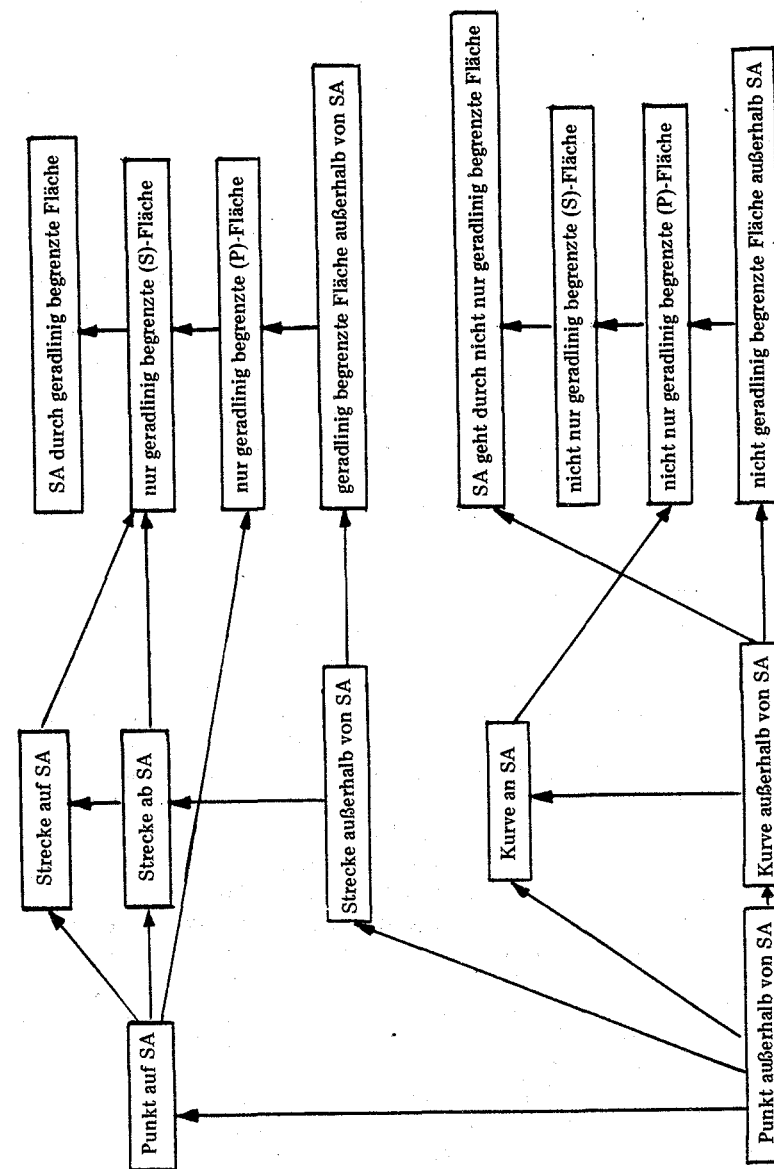 SA durch geradlinig begrenzte Fläche
nur geradlinig begrenzte (S)-Fläche
nur geradlinig begrenzte (P)-Fläche
geradlinig begrenzte Fläche außerhalb von SA
SA geht durch nicht nur geradlinig begrenzte Fläche
nicht nur geradlinig begrenzte (S)-Fläche
nicht nur geradlinig begrenzte (P)-Fläche
nicht geradlinig begrenzte Fläche außerhalb SA
Strecke auf SA
Strecke ab SA
Strecke außerhalb von SA
Kurve an SA
Kurve außerhalb von SA
Punkt auf SA
Punkt außerhalb von SA